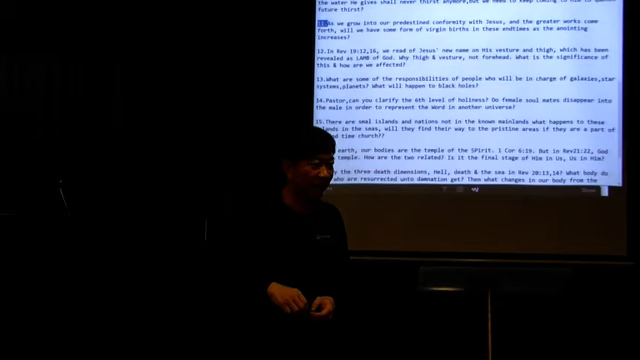 the water He gives shall never thirst anymore,but we need to keep coming to Him to
future thirst?
11.As we grow into our predestined conformity with Jesus, and the greater works come
forth, will we have some form of virgin births in these endtimes as the anointing
increases?
12.In Rev 19:12,16, we read of Jesus' new name on His vesture and thigh, which has been
revealed as LAMB of God. Why Thigh & vesture, not forehead. What is the significance of
this & how are we affected?
13.What are some of the responsibilities of people who will be in charge of galaxies,star
systems,planets? What will happen to black holes?
14.Pastor,can you clarify the 6th level of holiness? Do female soul mates disappear into
the male in order to represent the Word in another universe?
15.There are smal islands and nations not in the known mainlands what happens to these
lands in the seas, will they find their way to the pristine areas if they are a part of
time church??
earth, our bodies are the temple of the SPirit. 1 Cor 6:19. But in Rev21:22, God
temple. How are the two related? Is it the final stage of Him in Us, Us in Him?
the three death dimensions, Hell, death & the sea in Rev 20:13,14? What body do
who are resurrected unto damnation get? Then what changes in our body from the